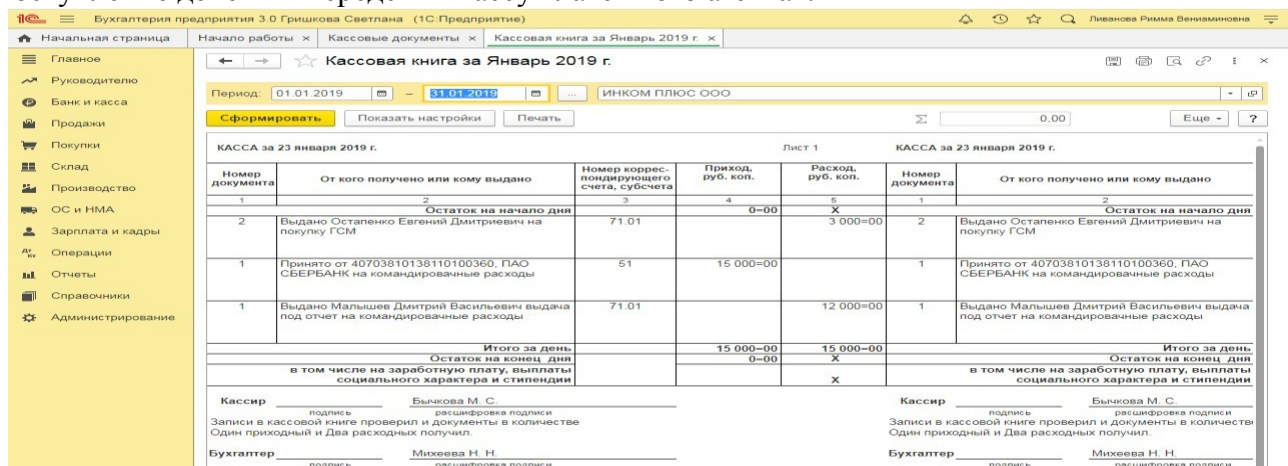 Бухгалтерия предприятия 3.0 Гришкова Светлана (1С:Предприятие) Ливанова Римма Вениаминовна
Начальная страница Начало работы × Кассовые документы × Кассовая книга за Январь 2019 г. ×
Главное
Руководителю
Банк и касса
Продажи
Покупки
Склад
Производство
ОС и НМА
Зарплата и кадры
Операции
Отчеты
Справочники
Администрирование
Кассовая книга за Январь 2019 г.
Период: 01.01.2019 – 31.01.2019 ... ИНКОМ ПЛЮС ООО
Сформировать Показать настройки Печать Σ 0,00 Еще ?
КАССА за 23 января 2019 г. Лист 1 КАССА за 23 января 2019 г.
Номер документа От кого получено или кому выдано Номер коррес-пондирующего счета, субсчета Приход, руб. коп. Расход, руб. коп. Номер документа От кого получено или кому выдано
1 2 3 4 5 1 2
Остаток на начало дня 0=00 X Остаток на начало дня
2 Выдано Остапенко Евгений Дмитриевич на 71.01 3 000=00 2 Выдано Остапенко Евгений Дмитриевич на
покупку ГСМ покупку ГСМ
1 Принято от 40703810138110100360, ПАО 51 15 000=00 1 Принято от 40703810138110100360, ПАО
СБЕРБАНК на командировачные расходы СБЕРБАНК на командировачные расходы
1 Выдано Малышев Дмитрий Васильевич выдача 71.01 12 000=00 1 Выдано Малышев Дмитрий Васильевич выдача
под отчет на командировачные расходы под отчет на командировачные расходы
Итого за день 15 000=00 15 000=00 Итого за день
Остаток на конец дня 0=00 X Остаток на конец дня
в том числе на заработную плату, выплаты в том числе на заработную плату, выплаты
социального характера и стипендии X социального характера и стипендии
Кассир Бычкова М. С. Кассир Бычкова М. С.
подпись расшифровка подписи подпись расшифровка подписи
Записи в кассовой книге проверил и документы в количестве Записи в кассовой книге проверил и документы в количестве
Один приходный и Два расходных получил. Один приходный и Два расходных получил.
Бухгалтер Михеева Н. Н. Бухгалтер Михеева Н. Н.
подпись расшифровка подписи подпись расшифровка подписи